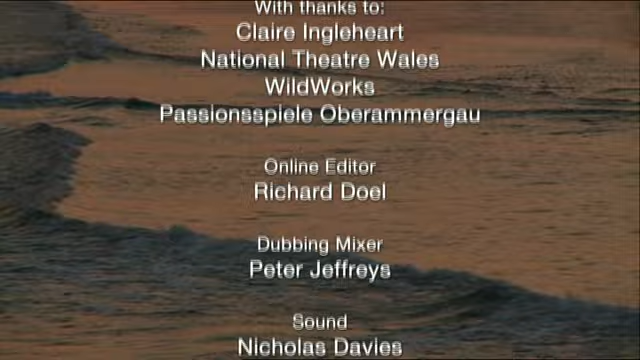 With thanks to:
Claire Ingleheart
National Theatre Wales
WildWorks
Passionsspiele Oberammergau
Online Editor
Richard Doel
Dubbing Mixer
Peter Jeffreys
Sound
Nicholas Davies